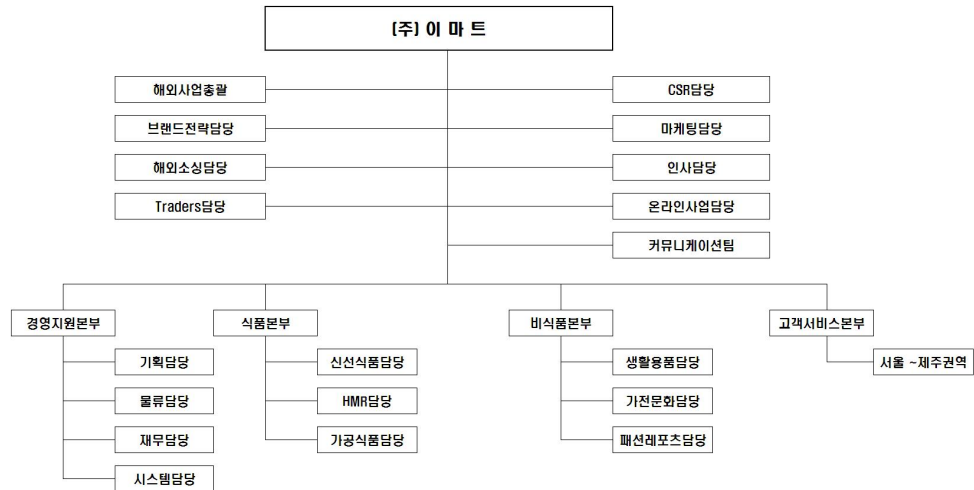 (주) 이 마 트
해외사업총괄
CSR담당
브랜드전략담당
마케팅담당
해외소싱담당
인사담당
Traders담당
온라인사업담당
커뮤니케이션팀
경영지원본부
식품본부
비식품본부
고객서비스본부
기획담당
신선식품담당
생활용품담당
서울 ~제주권역
물류담당
HMR담당
가전문화담당
재무담당
가공식품담당
패션레포츠담당
시스템담당